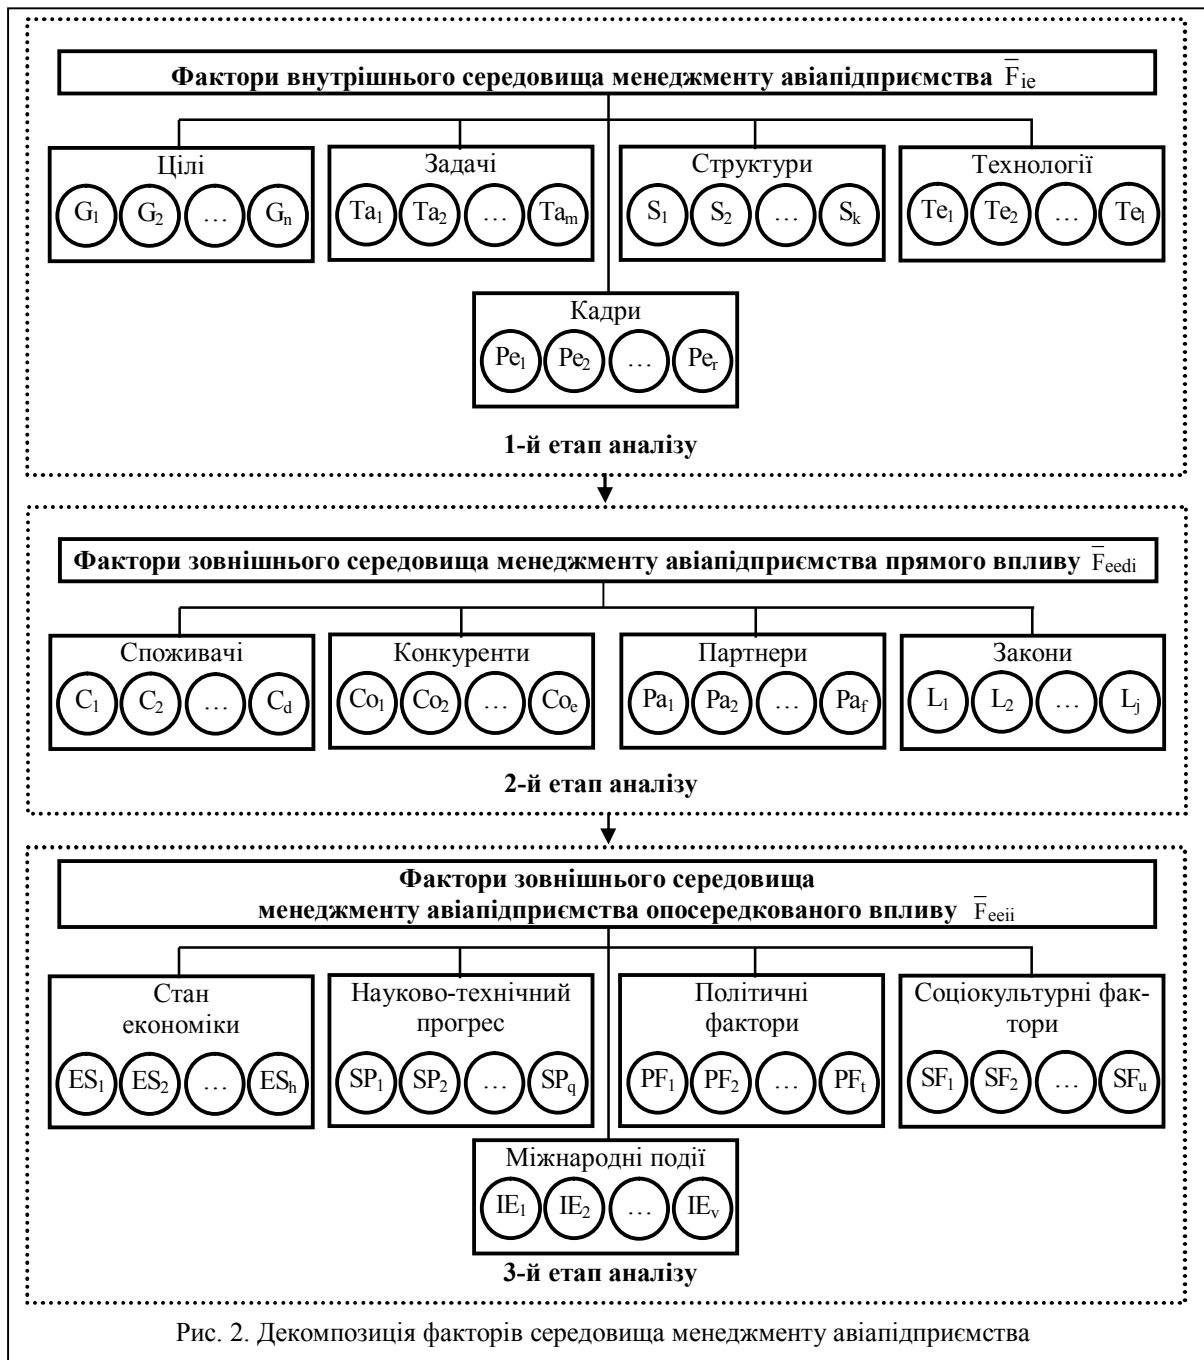 Фактори внутрішнього середовища менеджменту авіапідприємства F̅ie
Цілі
G1 G2 … Gn
Задачі
Ta1 Ta2 … Tam
Структури
S1 S2 … Sk
Технології
Te1 Te2 … Tel
Кадри
Pe1 Pe2 … Per
1-й етап аналізу
Фактори зовнішнього середовища менеджменту авіапідприємства прямого впливу F̅eedi
Споживачі
C1 C2 … Cd
Конкуренти
Co1 Co2 … Coe
Партнери
Pa1 Pa2 … Paf
Закони
L1 L2 … Lj
2-й етап аналізу
Фактори зовнішнього середовища
менеджменту авіапідприємства опосередкованого впливу F̅eeii
Стан
економіки
ES1 ES2 … ESh
Науково-технічний
прогрес
SP1 SP2 … SPq
Політичні
фактори
PF1 PF2 … PFt
Соціокультурні фак-
тори
SF1 SF2 … SFu
Міжнародні події
IE1 IE2 … IEv
3-й етап аналізу
Рис. 2. Декомпозиція факторів середовища менеджменту авіапідприємства